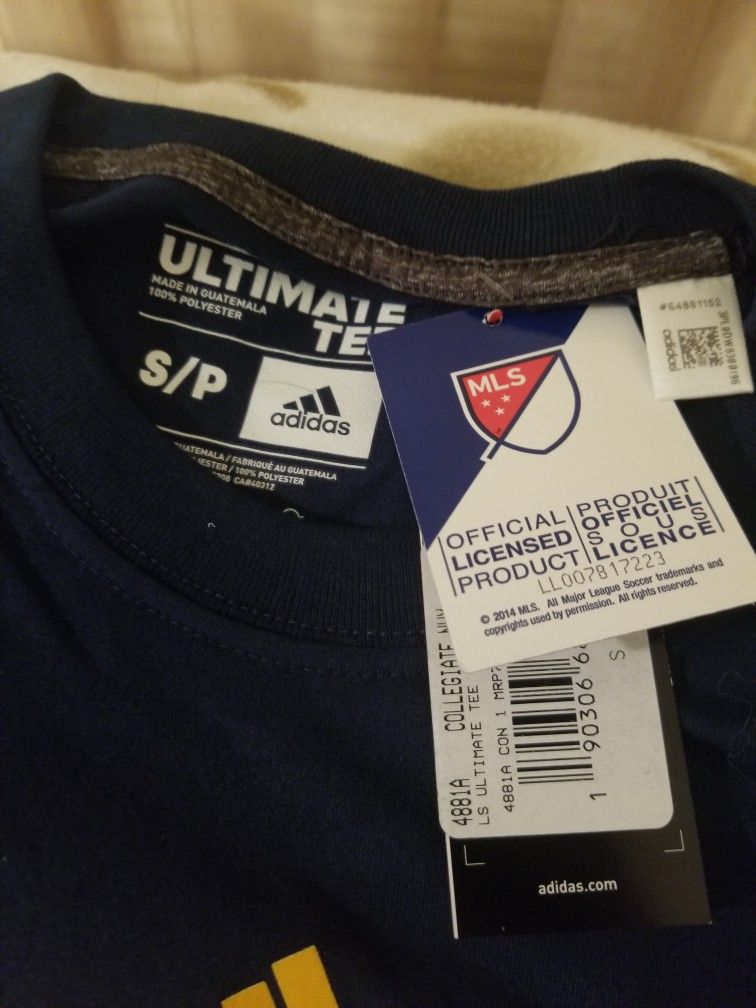 ULTIMATE
MADE IN GUATEMALA
100% POLYESTER
S/P
adidas
GUATEMALA / FABRIQUÉ AU GUATEMALA
100% POLYESTER
CA#40312
#64881152
adidas
MLS
OFFICIAL
LICENSED
PRODUCT
PRODUIT
OFFICIEL
SOUS
LICENCE
LL007817223
© 2014 MLS. All Major League Soccer trademarks and
copyrights used by permission. All rights reserved.
4881A COLLEGIATE
LS ULTIMATE TEE
4881A CON 1
1 90306
S
adidas.com